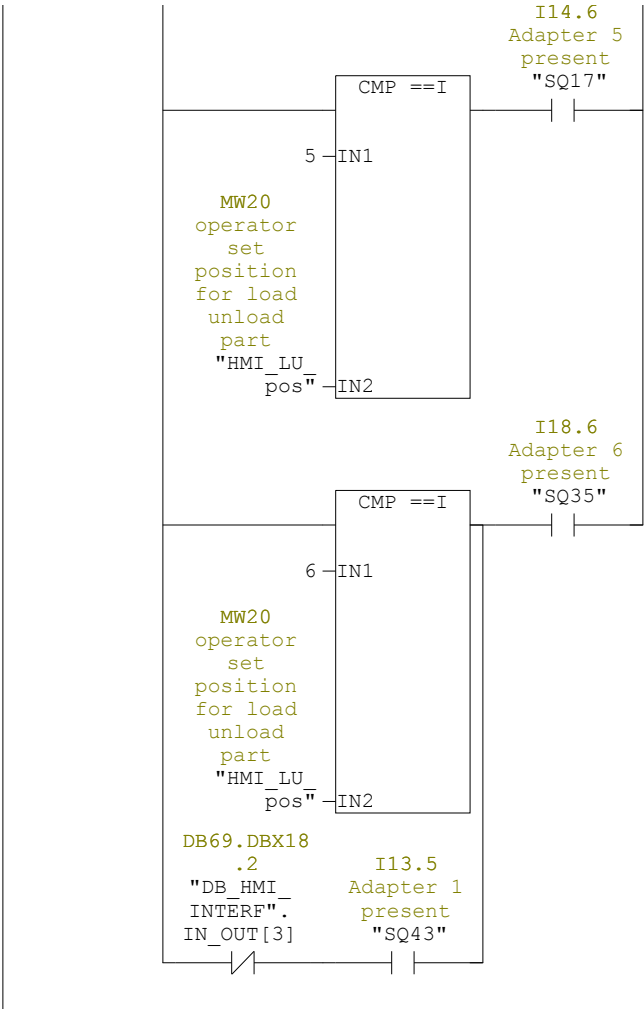 I14.6
Adapter 5
present
"SQ17"
CMP ==I
5
IN1
MW20
operator
set
position
for load
unload
part
"HMI_LU_
pos"
IN2
I18.6
Adapter 6
present
"SQ35"
CMP ==I
6
IN1
MW20
operator
set
position
for load
unload
part
"HMI_LU_
pos"
IN2
DB69.DBX18
.2
"DB_HMI_
INTERF".
IN_OUT[3]
I13.5
Adapter 1
present
"SQ43"